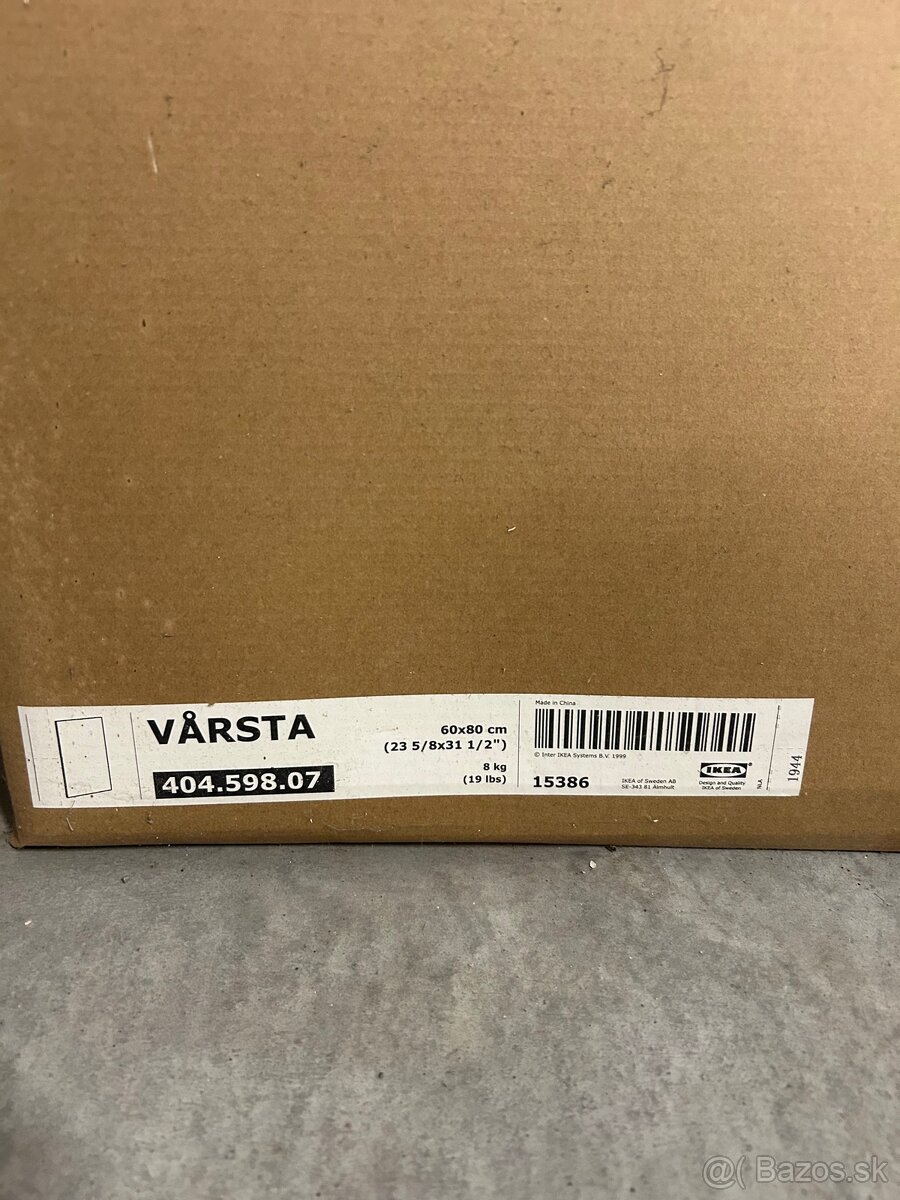 VÅRSTA
404.598.07
60x80 cm
(23 5/8x31 1/2")
8 kg
(19 lbs)
Made in China
© Inter IKEA Systems B.V. 1999
15386
IKEA of Sweden AB
SE-343 81 Älmhult
IKEA®
Design and Quality
IKEA of Sweden
1944
@( Bazos.sk